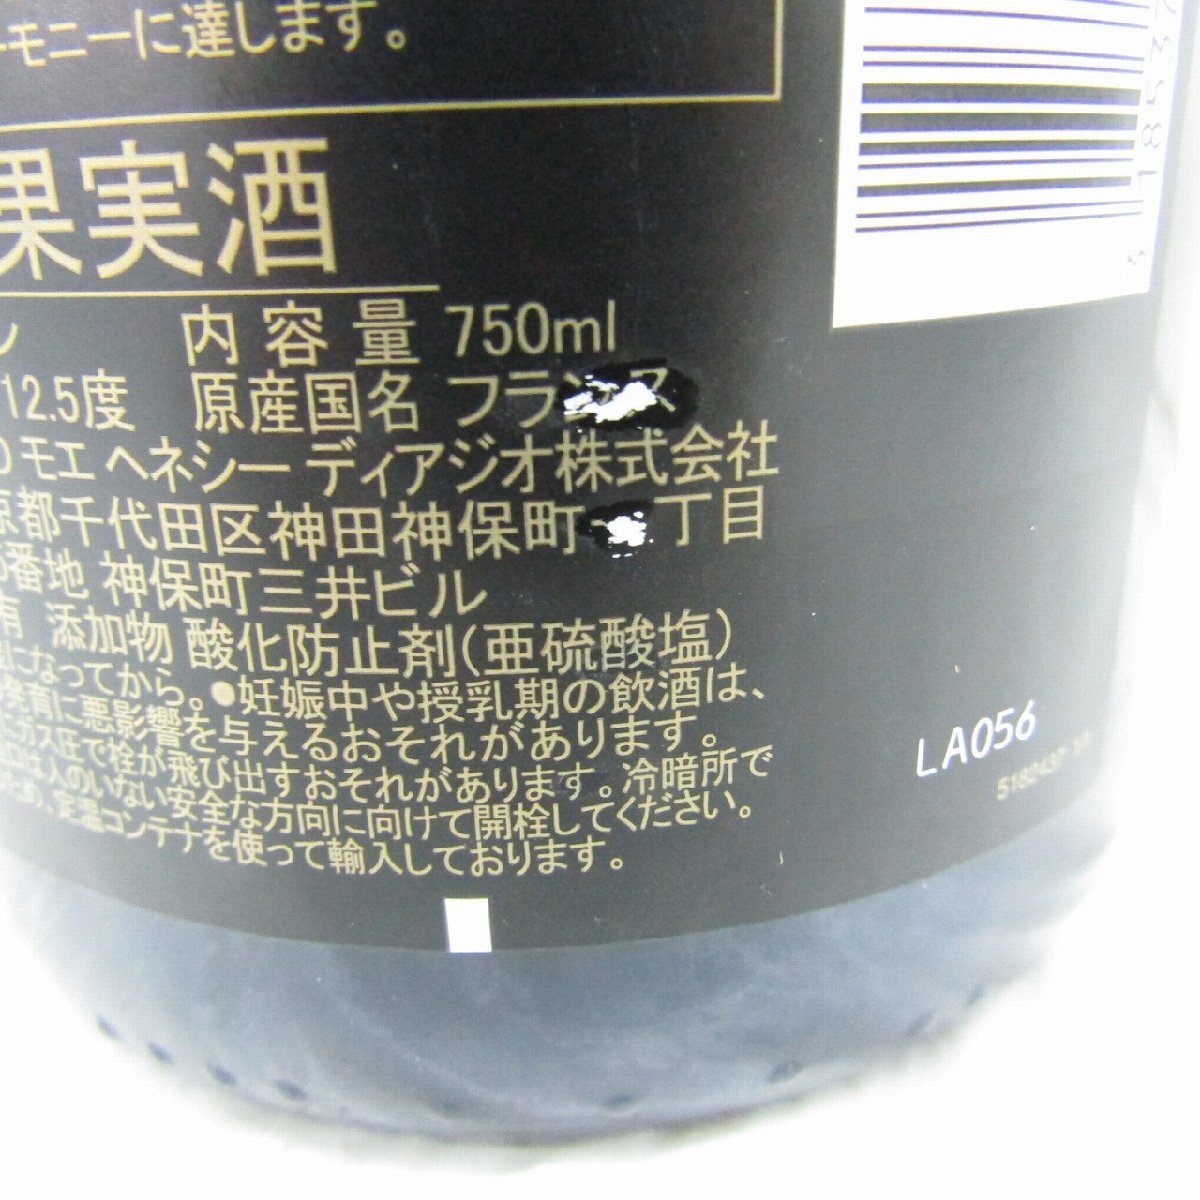 ーモニーに達します。
果実酒
ン 内容量 750ml
12.5度 原産国名 フランス
モエ ヘネシー ディアジオ株式会社
京都千代田区神田神保町 丁目
番地 神保町三井ビル
有 添加物 酸化防止剤(亜硫酸塩)
になってから。●妊娠中や授乳期の飲酒は、
発育に悪影響を与えるおそれがあります。
ガス圧で栓が飛び出すおそれがあります。冷暗所で
口は人のいない安全な方向に向けて開栓してください。
ため、定温コンテナを使って輸入しております。
3 18532
LA056